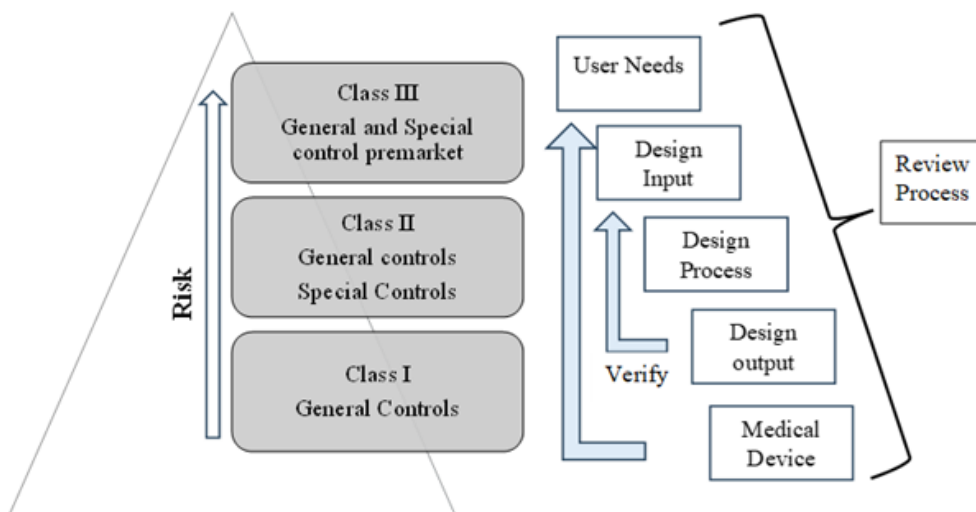 Risk
Class III
General and Special
control premarket
Class II
General controls
Special Controls
Class I
General Controls
User Needs
Design
Input
Design
Process
Design
output
Verify
Medical
Device
Review
Process